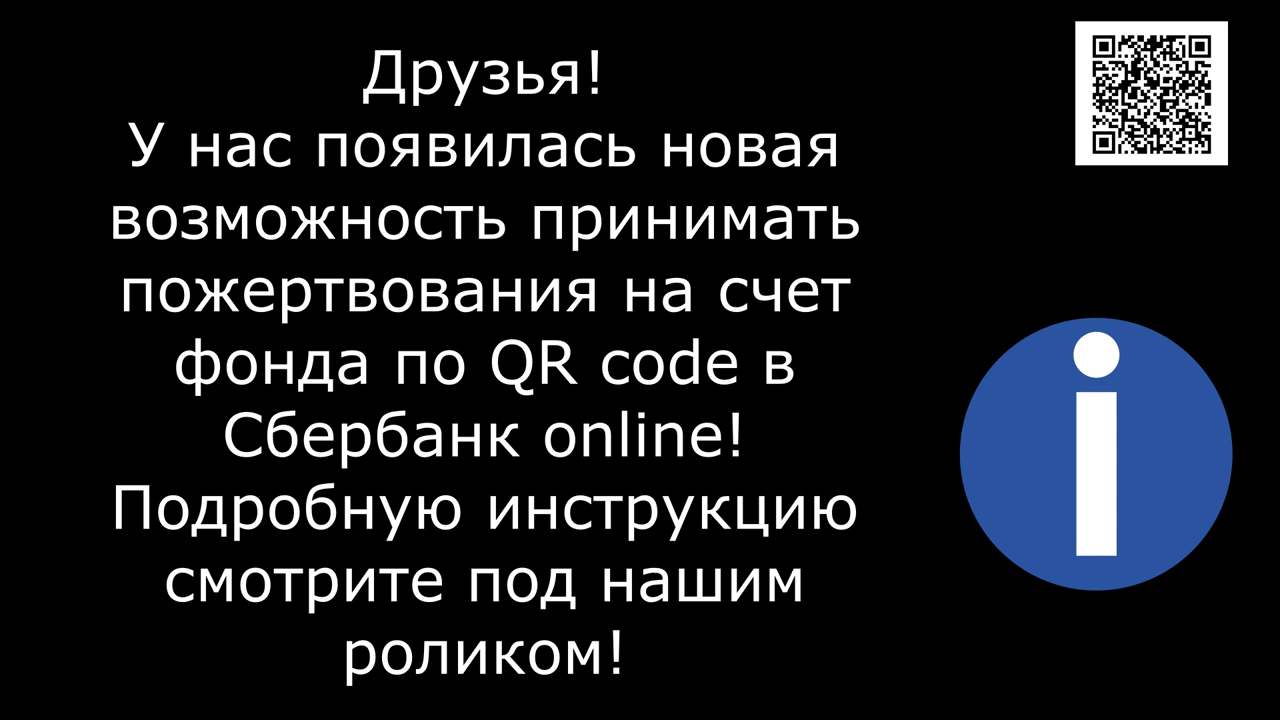 Друзья!
У нас появилась новая
возможность принимать
пожертвования на счет
фонда по QR code в
Сбербанк online!
Подробную инструкцию
смотрите под нашим
роликом!
i